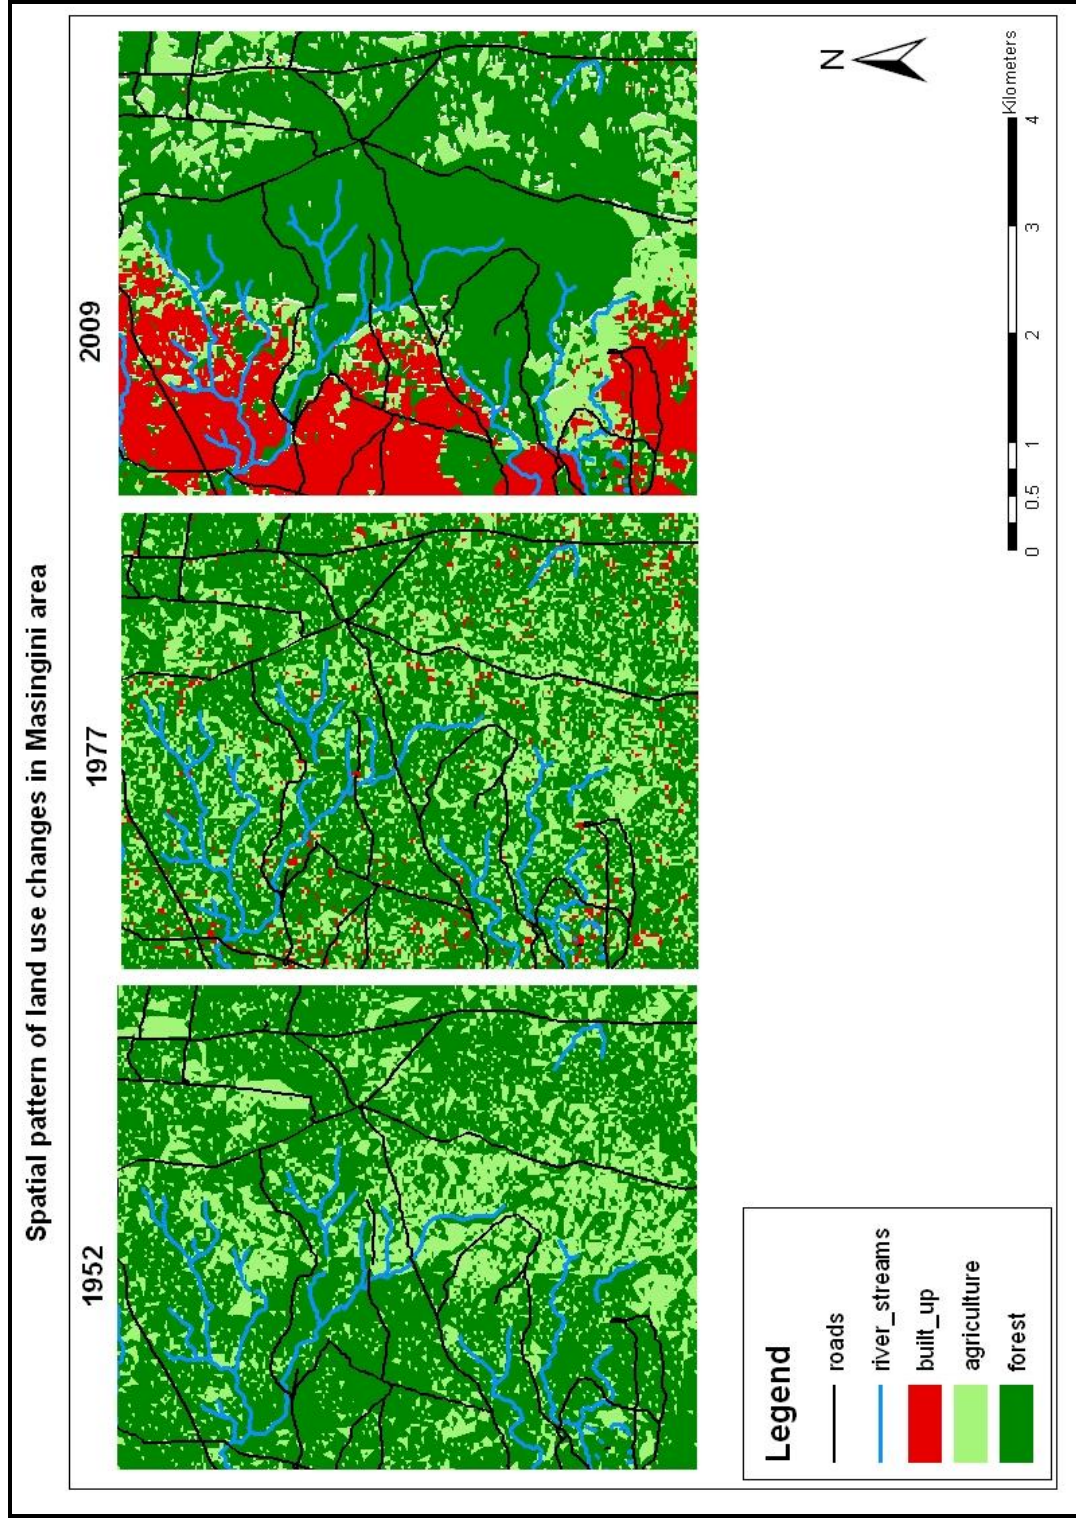 Spatial pattern of land use changes in Masingini area
1952
1977
2009
Legend
roads
river_streams
built_up
agriculture
forest
N
0 0.5 1 2 3 4
Kilometers